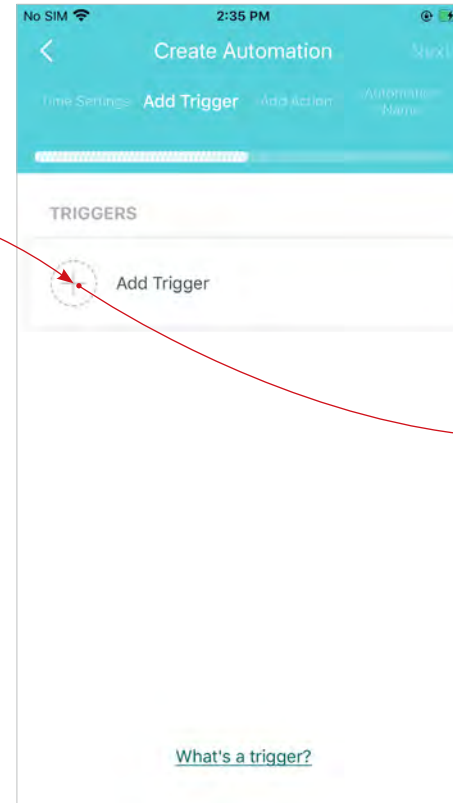 No SIM 2:35 PM
Create Automation Next
Time Settings Add Trigger Add Action Automation
Name
TRIGGERS
Add Trigger
What's a trigger?